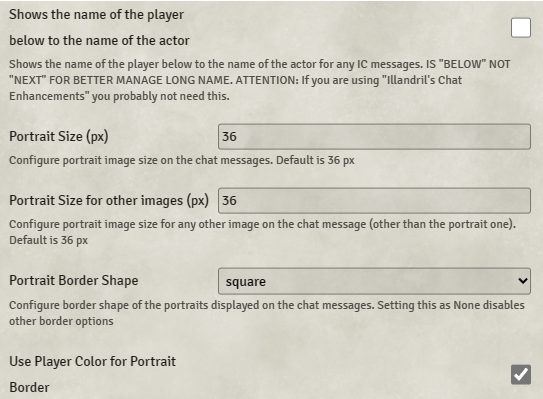 Shows the name of the player
below to the name of the actor
Shows the name of the player below to the name of the actor for any IC messages. IS "BELOW" NOT
"NEXT" FOR BETTER MANAGE LONG NAME. ATTENTION: If you are using "Illandril's Chat
Enhancements" you probably not need this.
Portrait Size (px) 36
Configure portrait image size on the chat messages. Default is 36 px
Portrait Size for other images (px) 36
Configure portrait image size for any other image on the chat message (other than the portrait one).
Default is 36 px
Portrait Border Shape square
Configure border shape of the portraits displayed on the chat messages. Setting this as None disables
other border options
Use Player Color for Portrait
Border